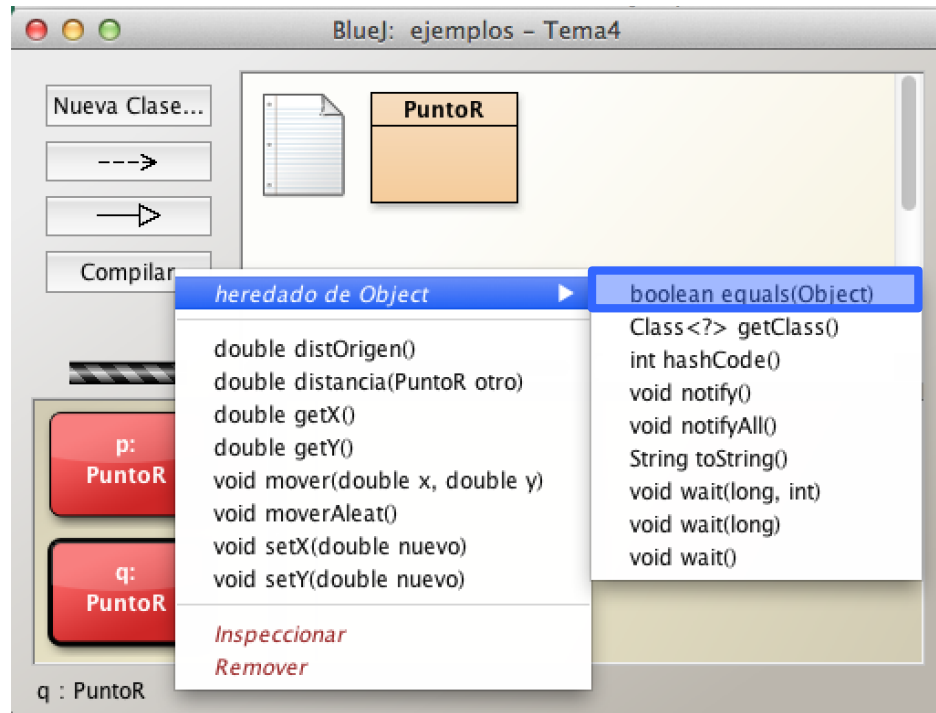 BlueJ: ejemplos – Tema4
Nueva Clase...
Compilar
PuntoR
heredado de Object
double distOrigen()
double distancia(PuntoR otro)
double getX()
double getY()
void mover(double x, double y)
void moverAleat()
void setX(double nuevo)
void setY(double nuevo)
Inspeccionar
Remover
boolean equals(Object)
Class<?> getClass()
int hashCode()
void notify()
void notifyAll()
String toString()
void wait(long, int)
void wait(long)
void wait()
p:
PuntoR
q:
PuntoR
q : PuntoR